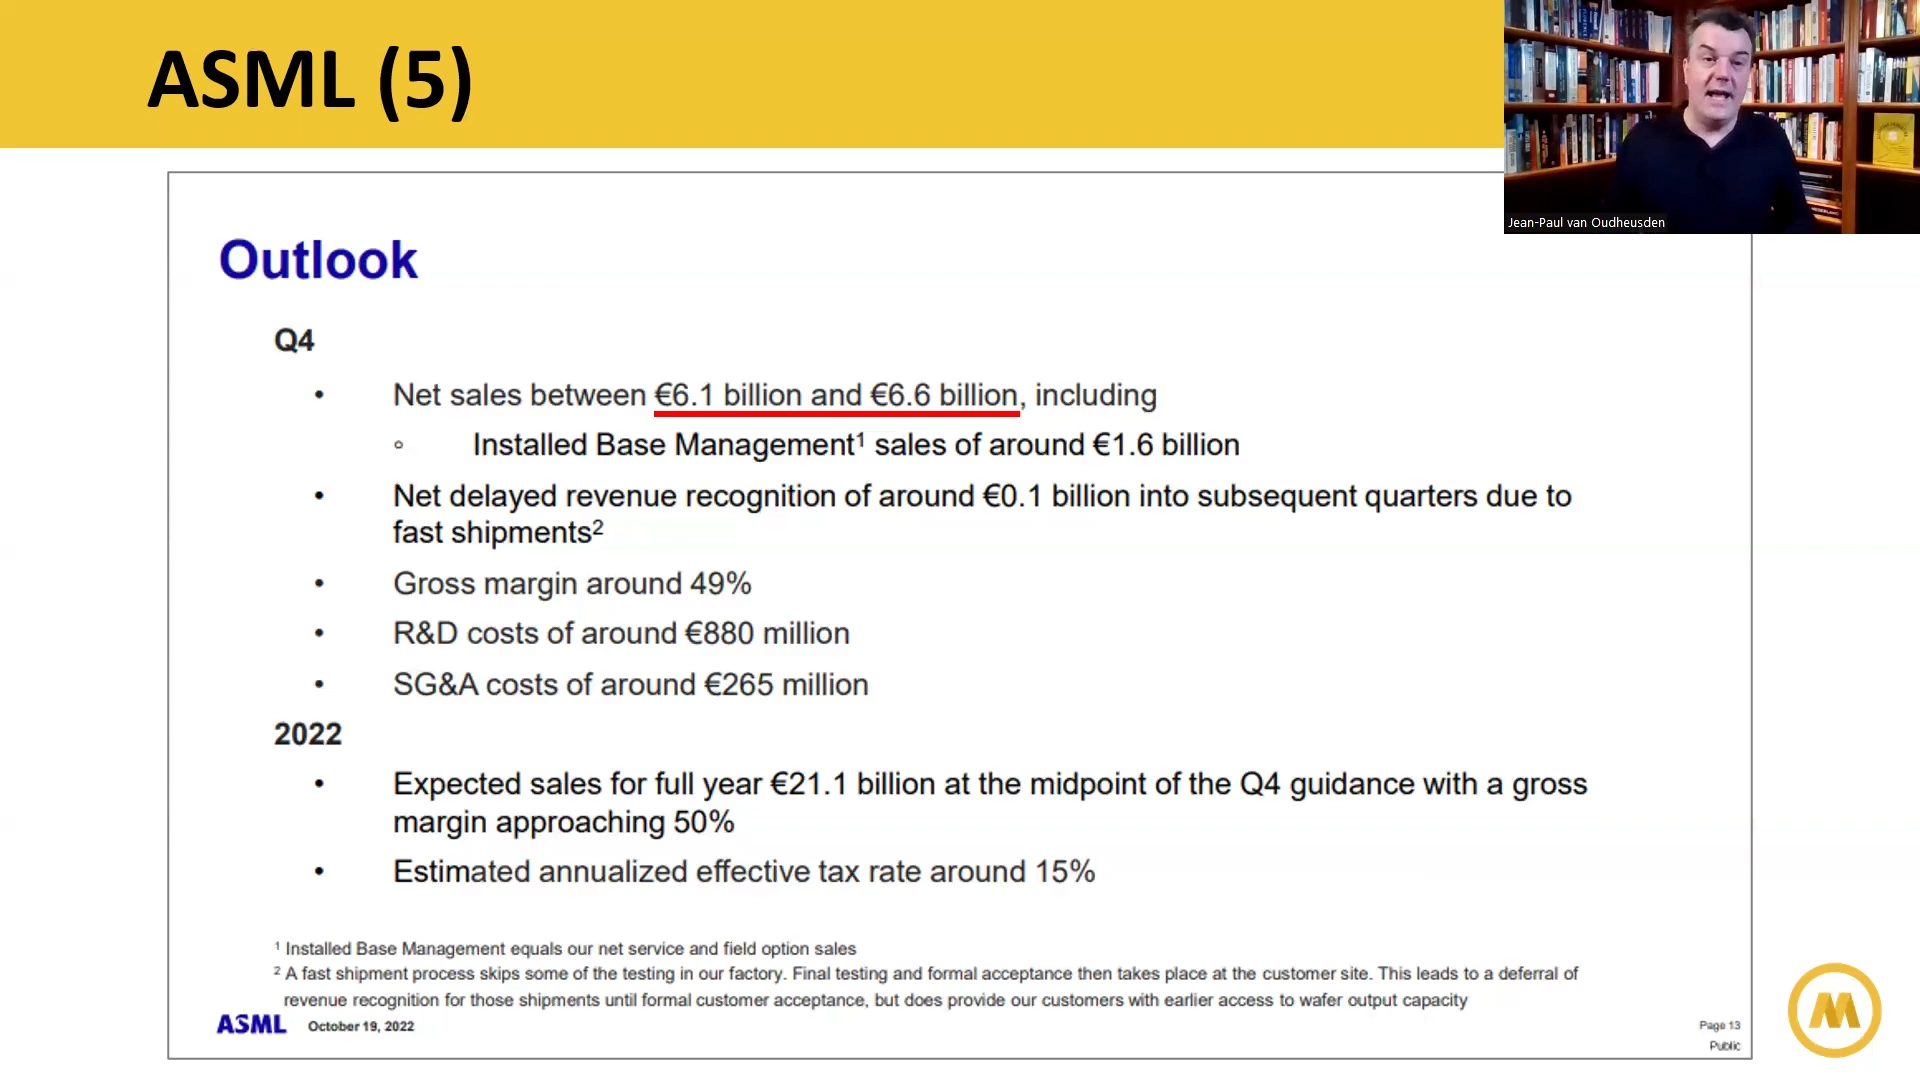 ASML (5)
Jean-Paul van Oudheusden
Outlook
Q4
• Net sales between €6.1 billion and €6.6 billion, including
◦ Installed Base Management¹ sales of around €1.6 billion
• Net delayed revenue recognition of around €0.1 billion into subsequent quarters due to
fast shipments²
• Gross margin around 49%
• R&D costs of around €880 million
• SG&A costs of around €265 million
2022
• Expected sales for full year €21.1 billion at the midpoint of the Q4 guidance with a gross
margin approaching 50%
• Estimated annualized effective tax rate around 15%
¹ Installed Base Management equals our net service and field option sales
² A fast shipment process skips some of the testing in our factory. Final testing and formal acceptance then takes place at the customer site. This leads to a deferral of
revenue recognition for those shipments until formal customer acceptance, but does provide our customers with earlier access to wafer output capacity
ASML October 19, 2022
Page 13
Public